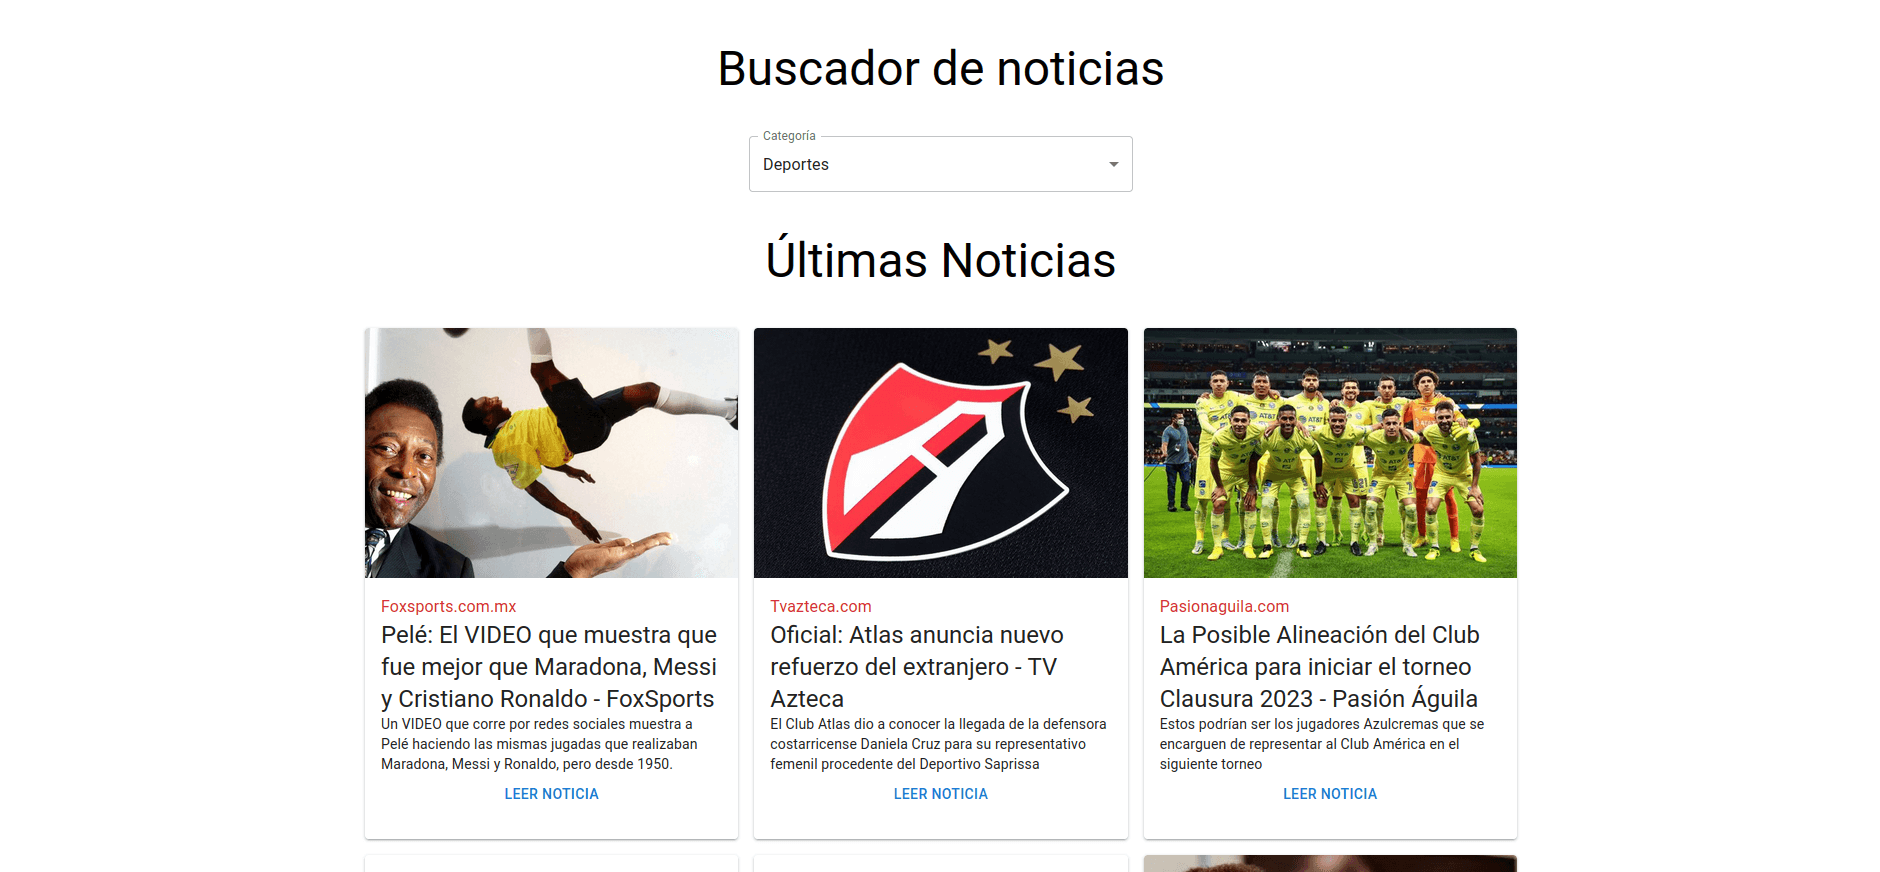 Buscador de noticias
Categoría
Deportes
Últimas Noticias
Foxsports.com.mx
Pelé: El VIDEO que muestra que
fue mejor que Maradona, Messi
y Cristiano Ronaldo - FoxSports
Un VIDEO que corre por redes sociales muestra a
Pelé haciendo las mismas jugadas que realizaban
Maradona, Messi y Ronaldo, pero desde 1950.
LEER NOTICIA
Tvazteca.com
Oficial: Atlas anuncia nuevo
refuerzo del extranjero - TV
Azteca
El Club Atlas dio a conocer la llegada de la defensora
costarricense Daniela Cruz para su representativo
femenil procedente del Deportivo Saprissa
LEER NOTICIA
Pasionaguila.com
La Posible Alineación del Club
América para iniciar el torneo
Clausura 2023 - Pasión Águila
Estos podrían ser los jugadores Azulcremas que se
encarguen de representar al Club América en el
siguiente torneo
LEER NOTICIA